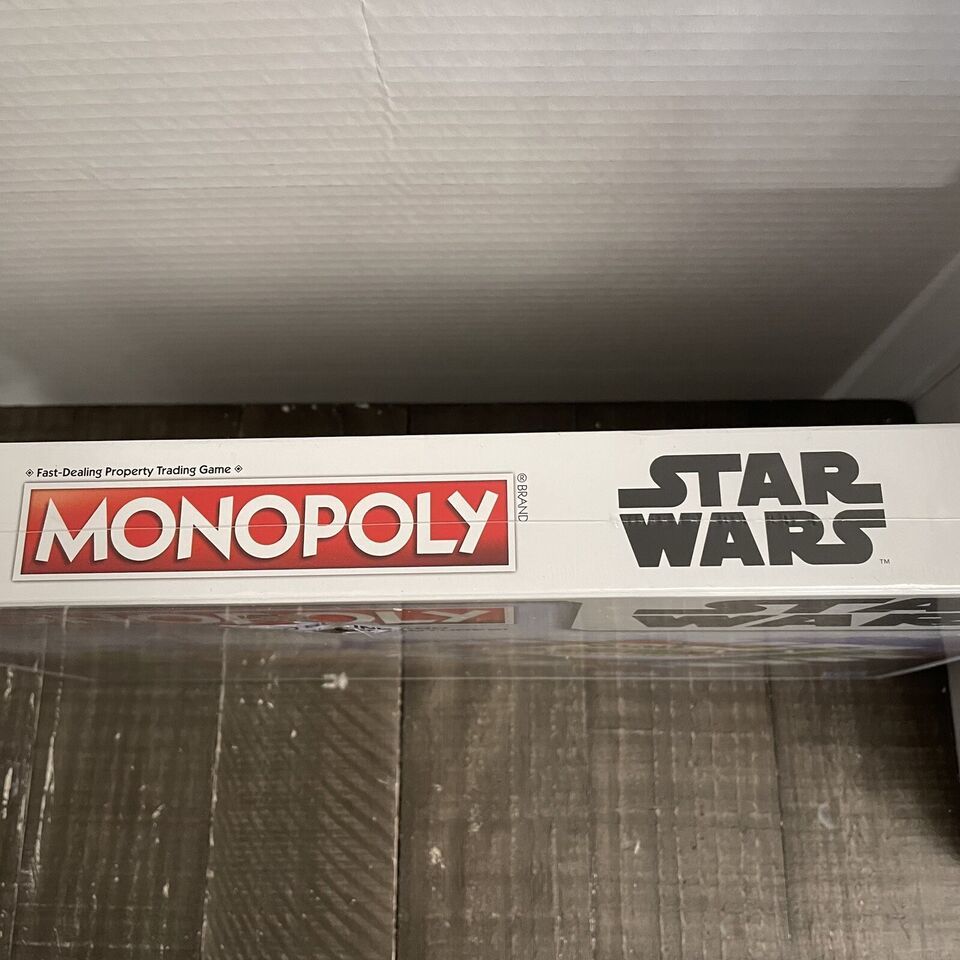 ◈ Fast-Dealing Property Trading Game ◈
MONOPOLY
®BRAND
STAR
WARS
™